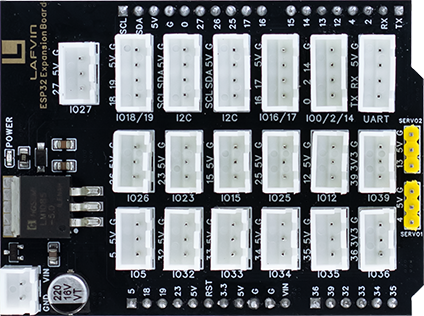 SCL
SDA
5V
G
0
27
26
25
17
16
15
14
13
12
4
2
RX
TX
LAFVIN
ESP32 Expansion Board
27 5V G
IO27
18 19 5V G
IO18/19
SCL SDA 5V G
I2C
SCL SDA 5V G
I2C
16 17 5V G
IO16/17
0 2 14 G
IO0/2/14
TX RX 5V G
UART
POWER
26 5V G
IO26
23 5V G
IO23
15 5V G
IO15
25 5V G
IO25
12 5V G
IO12
39 3V3 G
IO39
SERVO2
13 5V G
5 5V G
IO5
32 5V G
IO32
33 5V G
IO33
34 5V G
IO34
35 5V G
IO35
36 3V3 G
IO36
4 5V G
SERVO1
GND VIN
220
16V
VT
5
18
19
23
5V
RST
3.3
5V
G
G
VIN
36
39
32
33
34
35